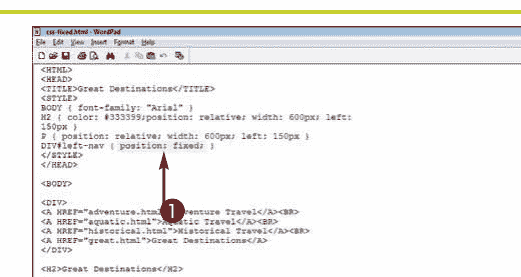 css-fixed.html - WordPad
File Edit View Insert Format Help
<HTML>
<HEAD>
<TITLE>Great Destinations</TITLE>
<STYLE>
BODY { font-family: "Arial" }
H2 { color: #333399;position: relative; width: 600px; left:
150px }
P { position: relative; width: 600px; left: 150px }
DIV#left-nav { position: fixed; }
</STYLE>
</HEAD>
<BODY>
<DIV>
<A HREF="adventure.html venture Travel</A><BR>
<A HREF="aquatic.html"> uatic Travel</A><BR>
<A HREF="historical.html">Historical Travel</A><BR>
<A HREF="great.html">Great Destinations</A>
</DIV>
1
<H2>Great Destinations</H2>